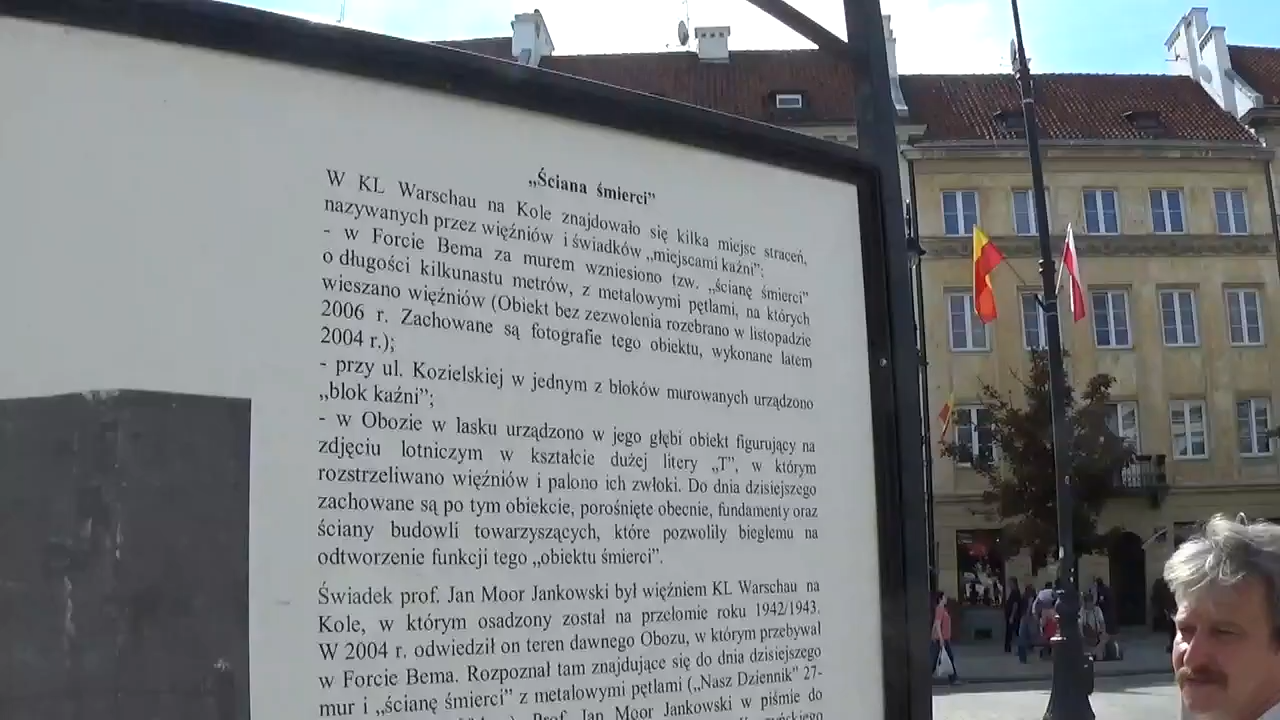 „Ściana śmierci”
W KL Warschau na Kole znajdowało się kilka miejsc straceń,
nazywanych przez więźniów i świadków „miejscami kaźni”;
- w Forcie Bema za murem wzniesiono tzw. „ścianę śmierci”
o długości kilkunastu metrów, z metalowymi pętlami, na których
wieszano więźniów (Obiekt bez zezwolenia rozebrano w listopadzie
2006 r. Zachowane są fotografie tego obiektu, wykonane latem
2004 r.);
- przy ul. Kozielskiej w jednym z bloków murowanych urządzono
„blok kaźni”;
- w Obozie w lasku urządzono w jego głębi obiekt figurujący na
zdjęciu lotniczym w kształcie dużej litery „T”, w którym
rozstrzeliwano więźniów i palono ich zwłoki. Do dnia dzisiejszego
zachowane są po tym obiekcie, porośnięte obecnie, fundamenty oraz
ściany budowli towarzyszących, które pozwoliły biegłemu na
odtworzenie funkcji tego „obiektu śmierci”.
Świadek prof. Jan Moor Jankowski był więźniem KL Warschau na
Kole, w którym osadzony został na przełomie roku 1942/1943.
W 2004 r. odwiedził on teren dawnego Obozu, w którym przebywał
w Forcie Bema. Rozpoznał tam znajdujące się do dnia dzisiejszego
mur i „ścianę śmierci” z metalowymi pętlami („Nasz Dziennik” 27-
Prof. Jan Moor Jankowski w piśmie do